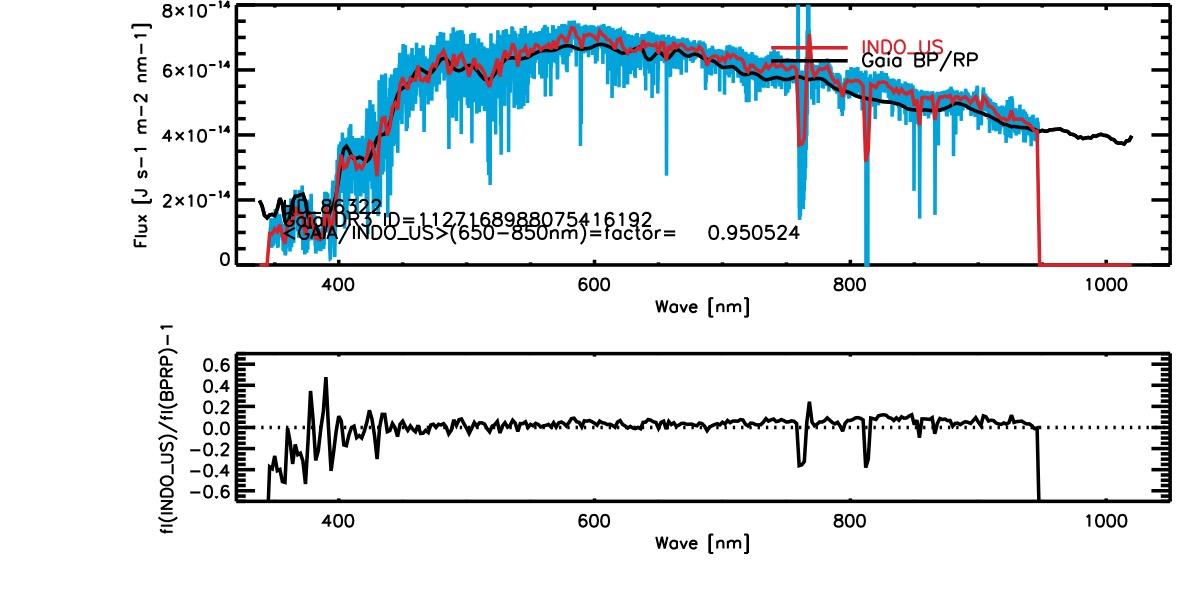 8×10⁻¹⁴
6×10⁻¹⁴
4×10⁻¹⁴
2×10⁻¹⁴
0
Flux [J s−1 m−2 nm−1]
INDO_US
Gaia BP/RP
HD_86322
Gaia DR3_ID=1127168988075416192
<GAIA/INDO_US>(650−850nm)=factor= 0.950524
400 600 800 1000
Wave [nm]
0.6
0.4
0.2
0.0
−0.2
−0.4
−0.6
fl(INDO_US)/fl(BPRP)−1
400 600 800 1000
Wave [nm]